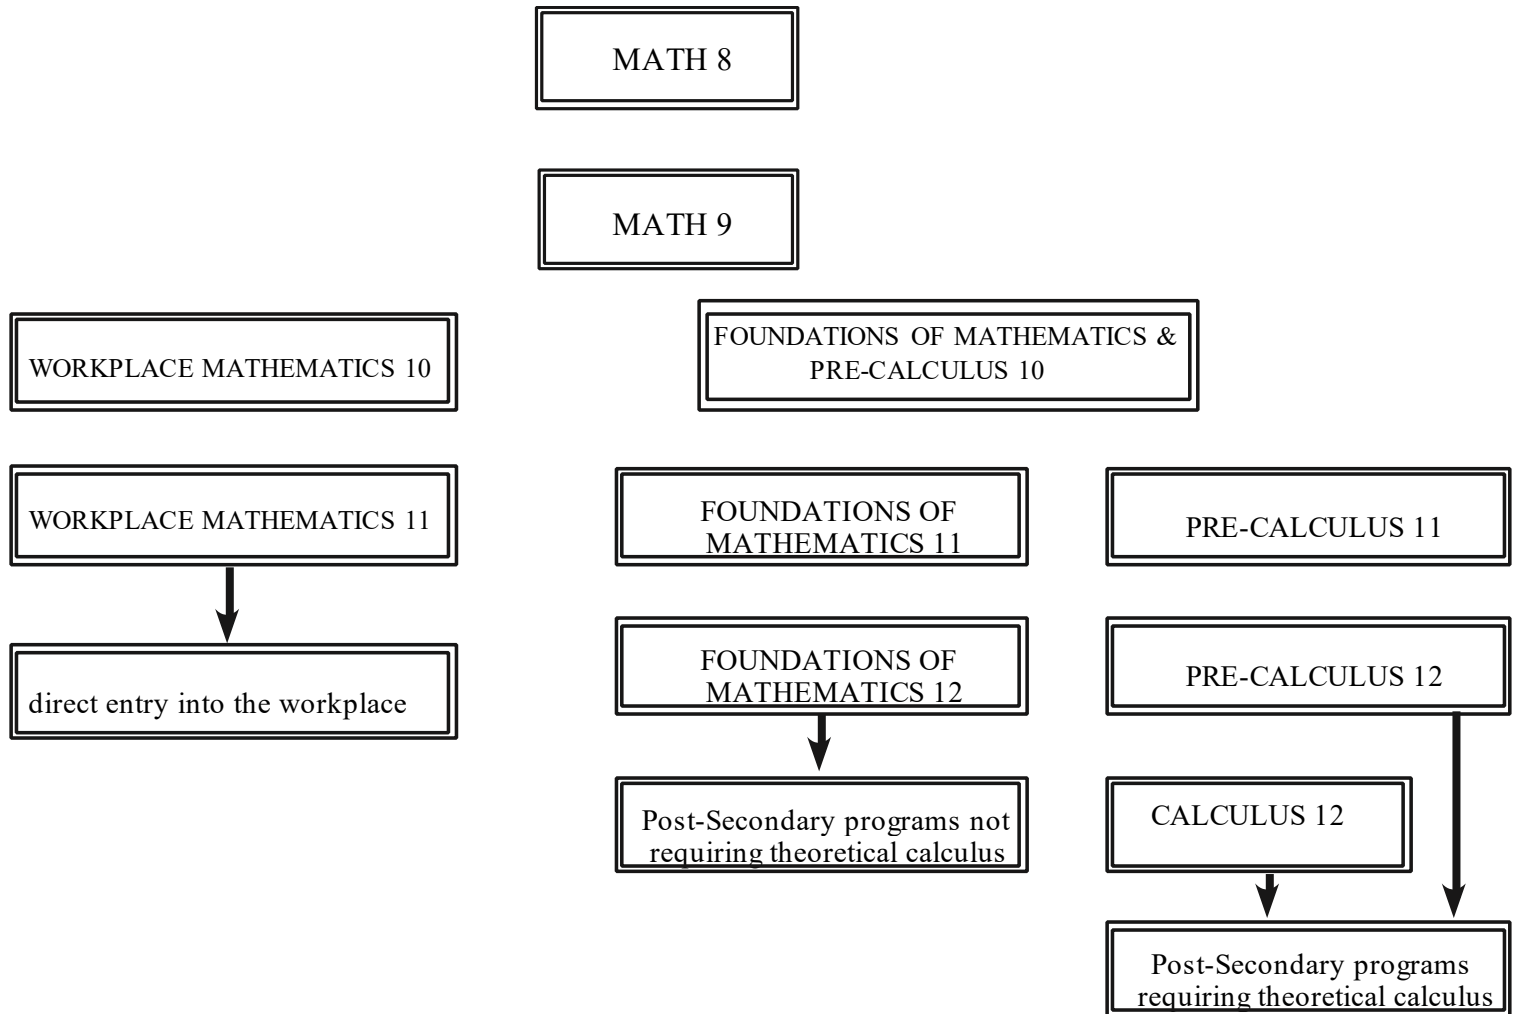 MATH 8
MATH 9
WORKPLACE MATHEMATICS 10
FOUNDATIONS OF MATHEMATICS &
PRE-CALCULUS 10
WORKPLACE MATHEMATICS 11
FOUNDATIONS OF
MATHEMATICS 11
PRE-CALCULUS 11
direct entry into the workplace
FOUNDATIONS OF
MATHEMATICS 12
PRE-CALCULUS 12
Post-Secondary programs not
requiring theoretical calculus
CALCULUS 12
Post-Secondary programs
requiring theoretical calculus